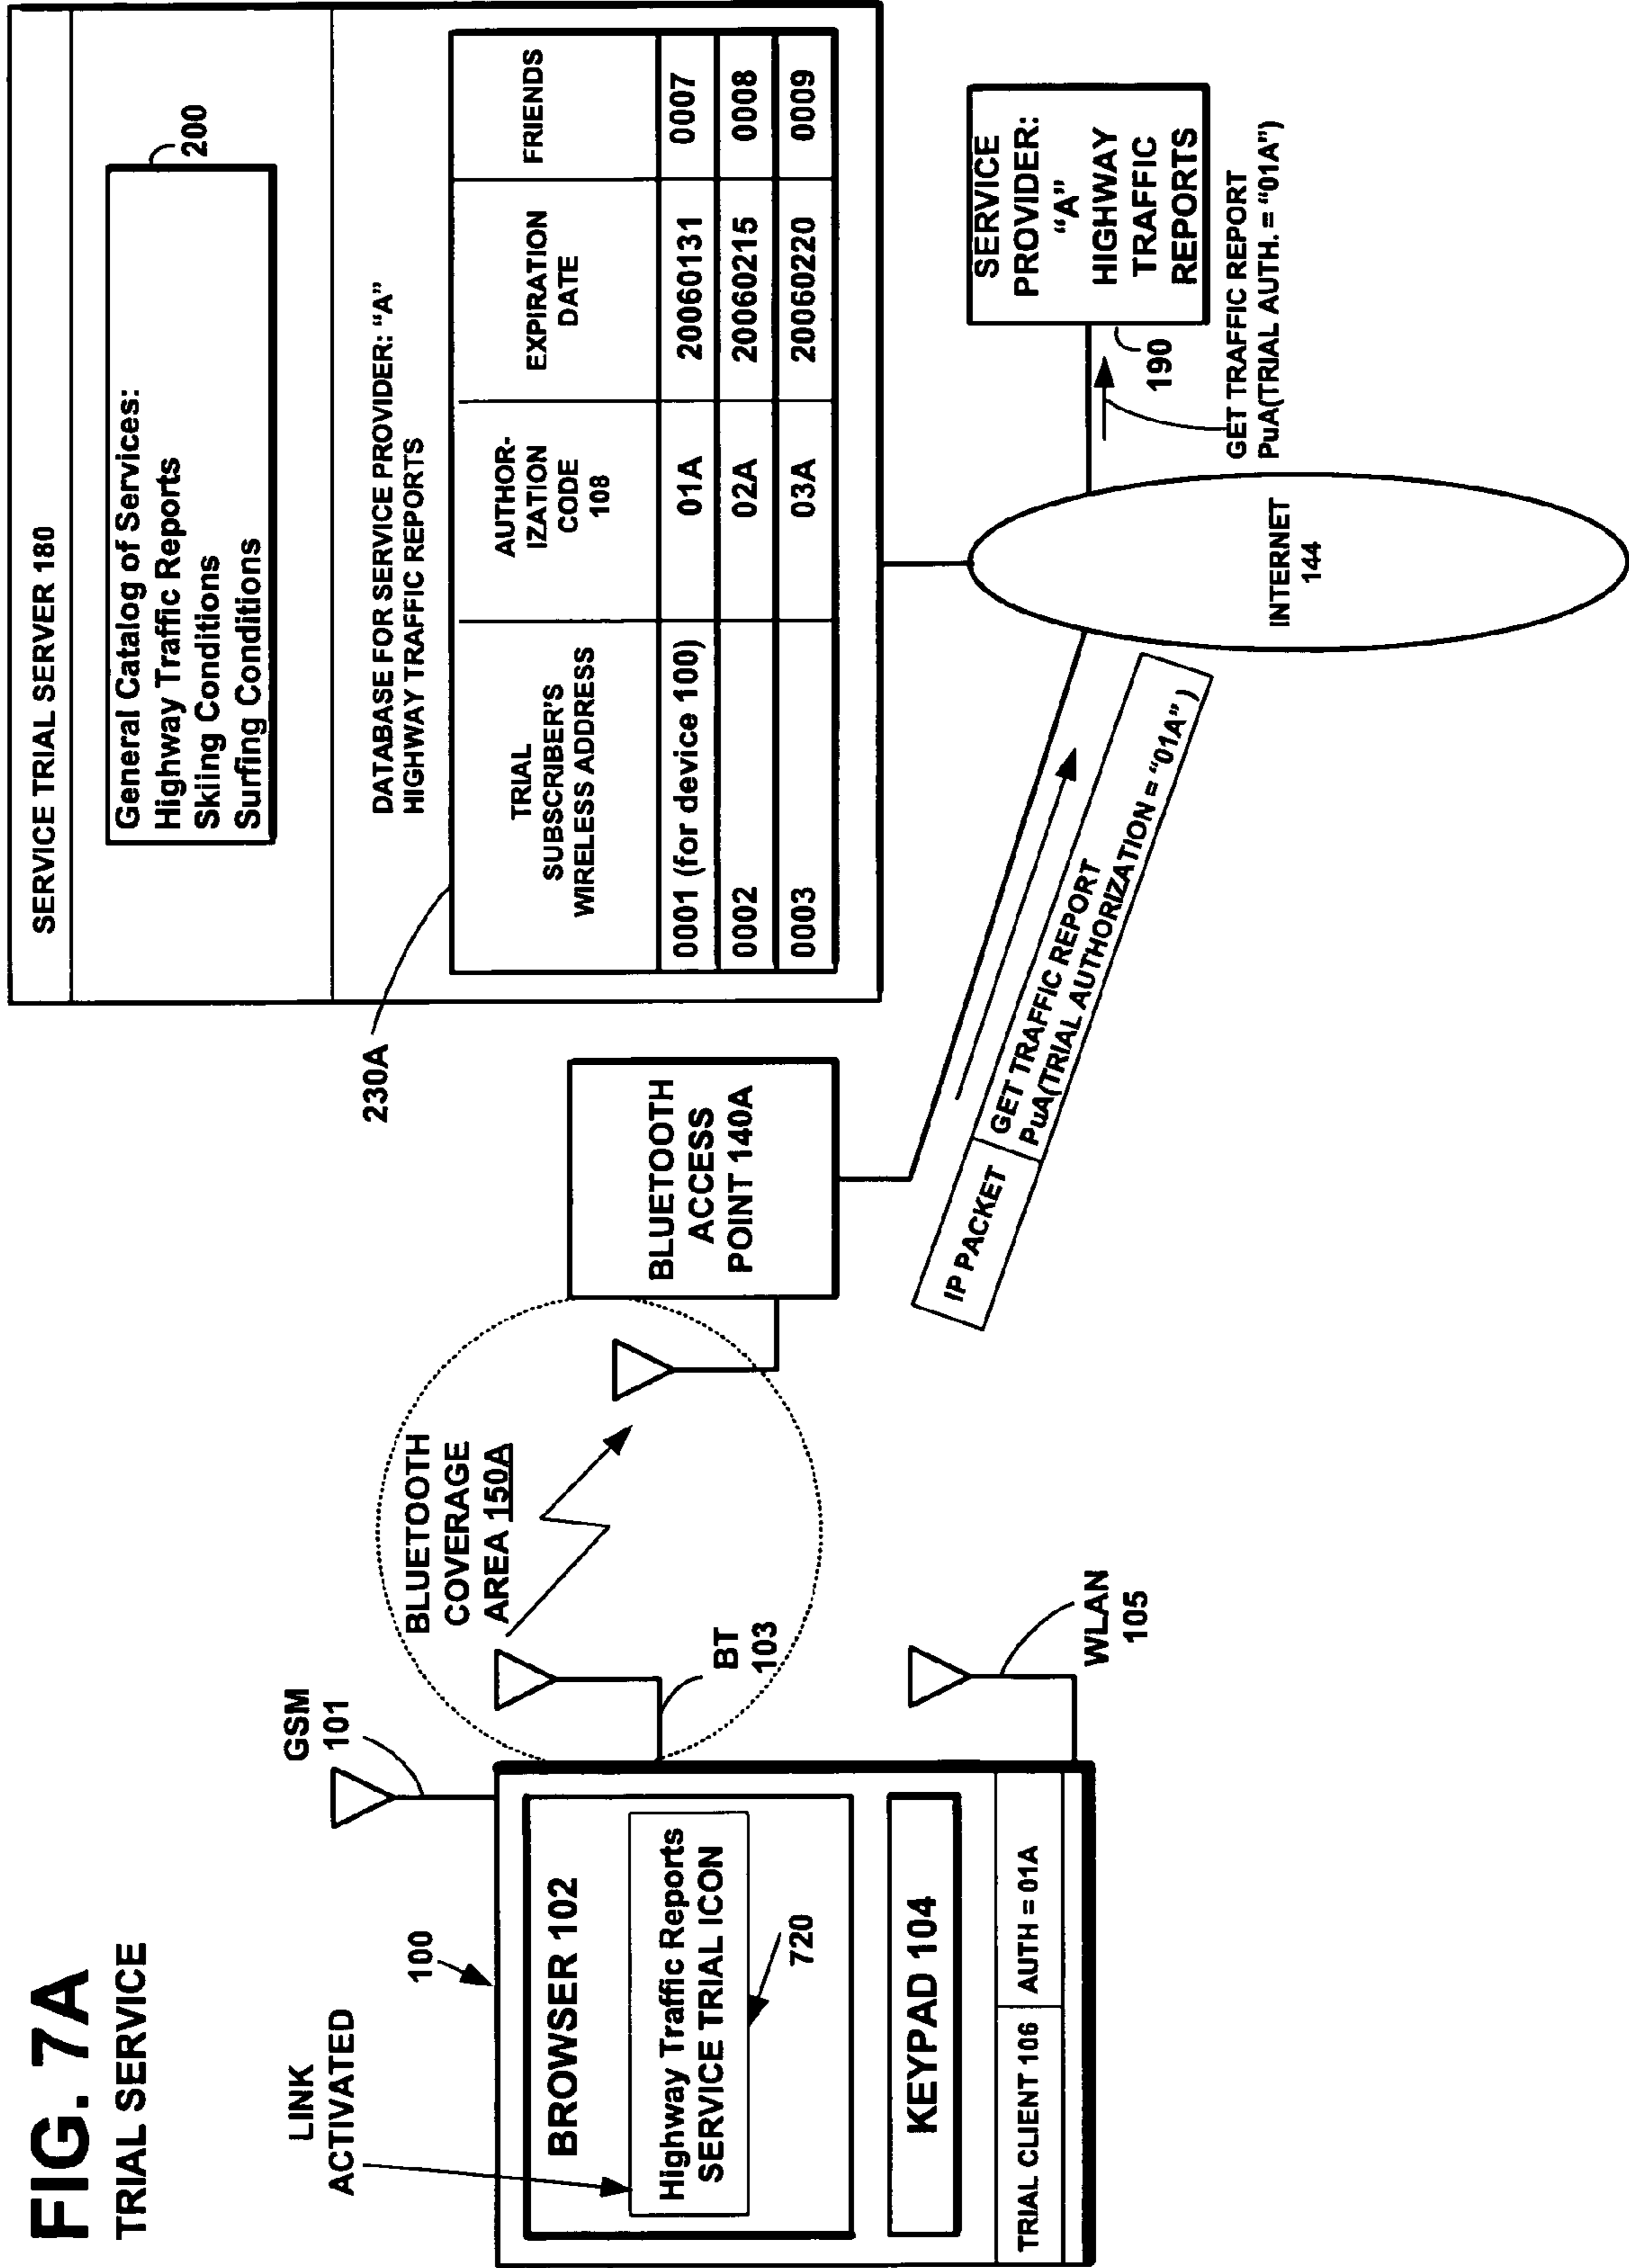 FIG. 7A
TRIAL SERVICE
LINK
ACTIVATED
100
GSM
101
BROWSER 102
Highway Traffic Reports
SERVICE TRIAL ICON
720
KEYPAD 104
TRIAL CLIENT 106
AUTH = 01A
BT
103
WLAN
105
BLUETOOTH
COVERAGE
AREA 150A
BLUETOOTH
ACCESS
POINT 140A
IP PACKET
GET TRAFFIC REPORT
PuA(TRIAL AUTHORIZATION = “01A” )
SERVICE TRIAL SERVER 180
General Catalog of Services:
Highway Traffic Reports
Skiing Conditions
Surfing Conditions
200
DATABASE FOR SERVICE PROVIDER: “A”
HIGHWAY TRAFFIC REPORTS
230A
TRIAL
SUBSCRIBER'S
WIRELESS ADDRESS
AUTHOR-
IZATION
CODE
108
EXPIRATION
DATE
FRIENDS
0001 (for device 100) 01A 20060131 0007
0002 02A 20060215 0008
0003 03A 20060220 0009
INTERNET
144
SERVICE
PROVIDER:
“A”
HIGHWAY
TRAFFIC
REPORTS
190
GET TRAFFIC REPORT
PuA(TRIAL AUTH. = “01A”)